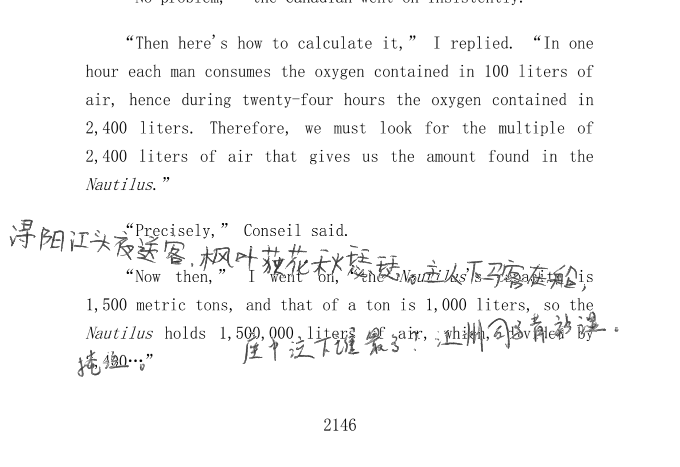 “No problem,” the Canadian went on insistently.
“Then here's how to calculate it,” I replied. “In one
hour each man consumes the oxygen contained in 100 liters of
air, hence during twenty-four hours the oxygen contained in
2,400 liters. Therefore, we must look for the multiple of
2,400 liters of air that gives us the amount found in the
Nautilus.”
“Precisely,” Conseil said.
浔阳江头夜送客,枫叶荻花秋瑟瑟。主人下马客在船,
“Now then,” I went on, “the Nautilus's capacity is
1,500 metric tons, and that of a ton is 1,000 liters, so the
Nautilus holds 1,500,000 liters of air, which, divided by
座中泣下谁最多?江州司马青衫湿。
2,400…”
2146